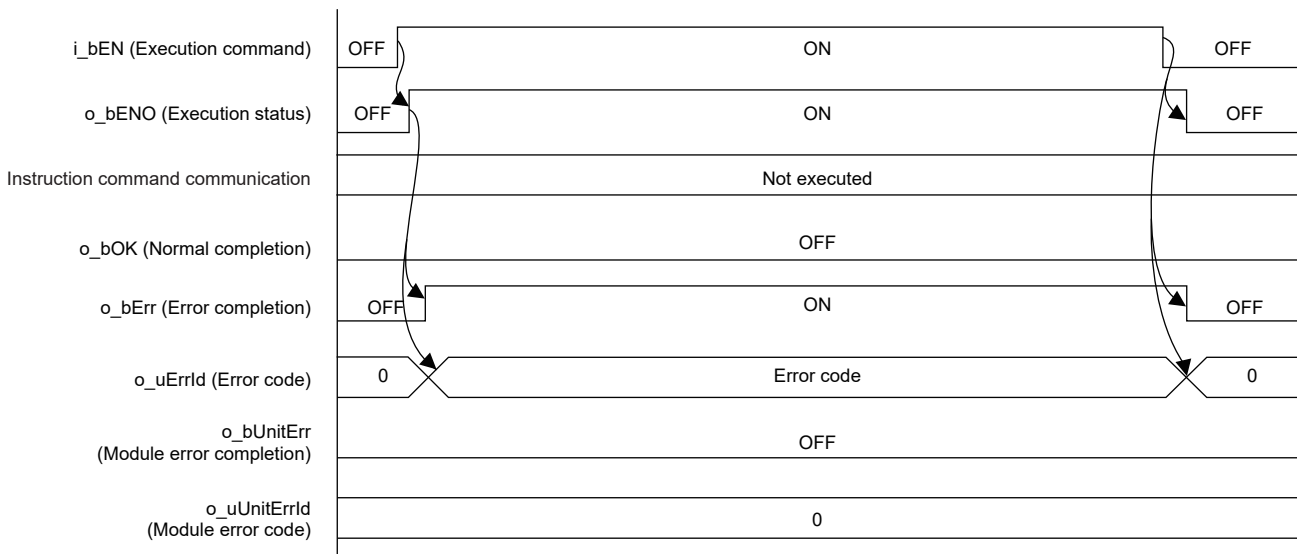 i_bEN (Execution command) OFF ON OFF
o_bENO (Execution status) OFF ON OFF
Instruction command communication Not executed
o_bOK (Normal completion) OFF
o_bErr (Error completion) OFF ON OFF
o_uErrId (Error code) 0 Error code 0
o_bUnitErr
(Module error completion) OFF
o_uUnitErrId
(Module error code) 0